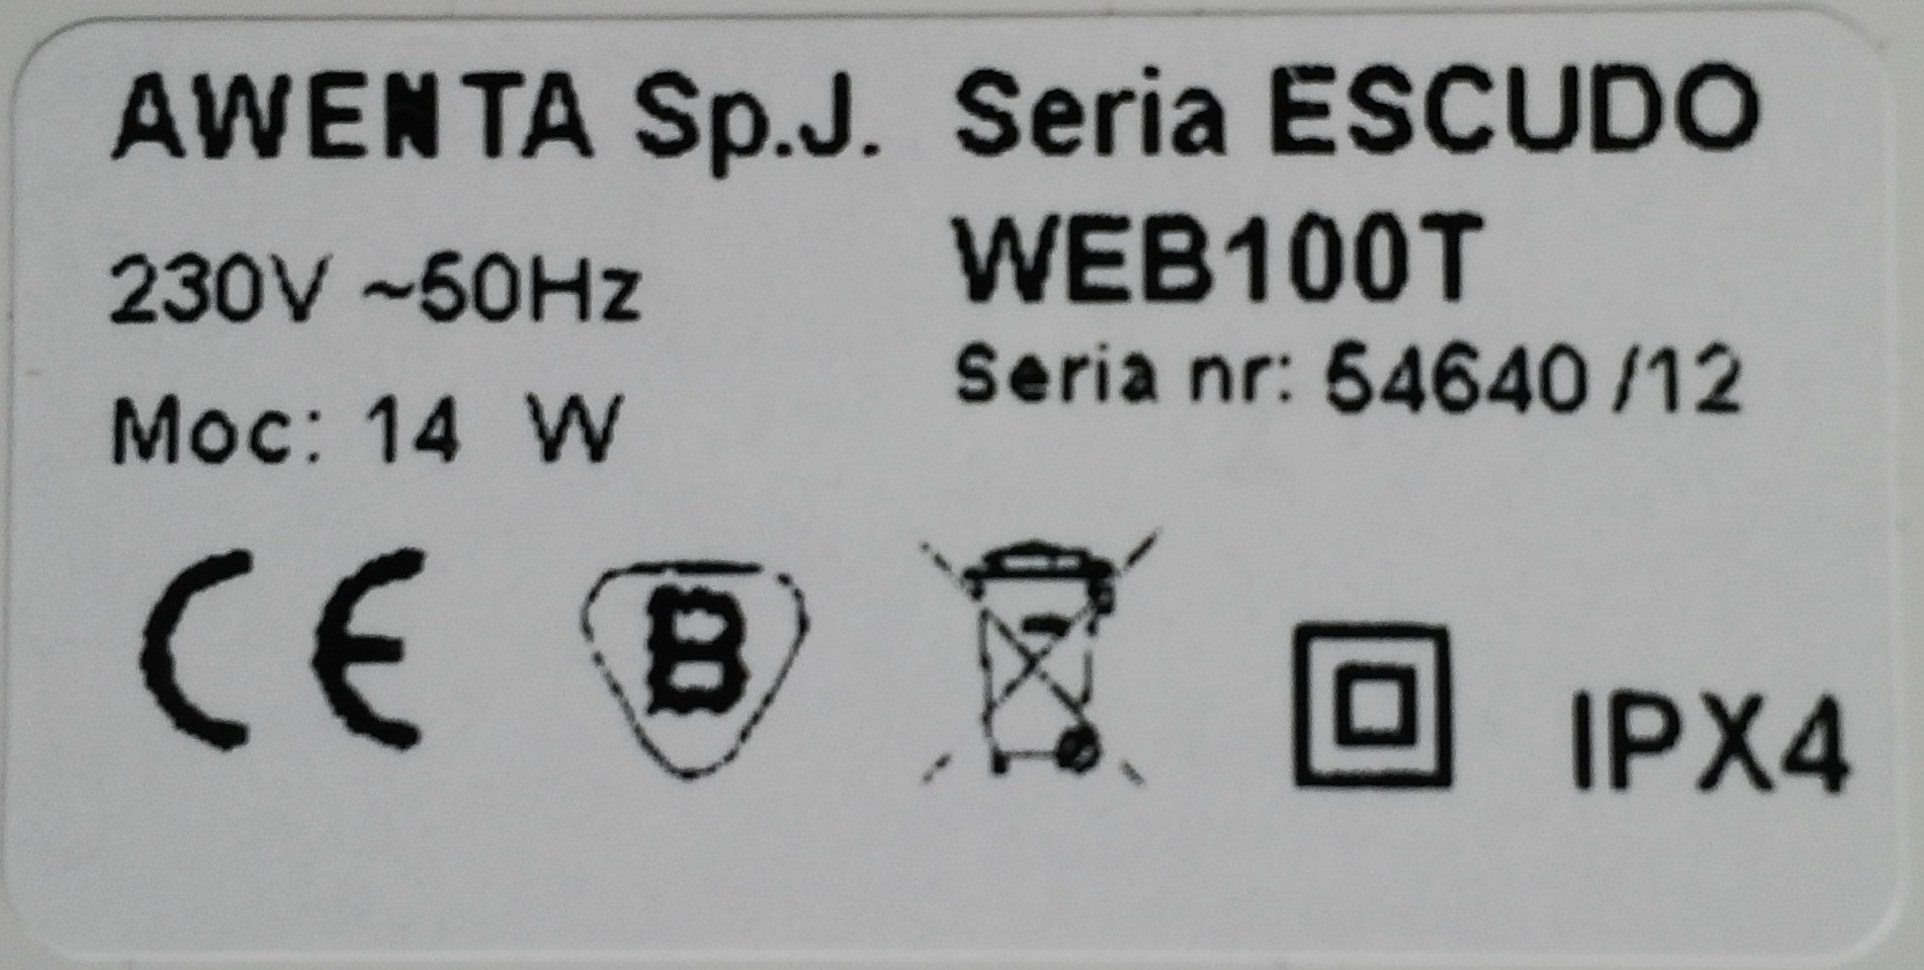 AWENTA Sp.J. Seria ESCUDO
WEB100T
230V ~50Hz
Seria nr: 54640 /12
Moc: 14 W
CE B IPX4